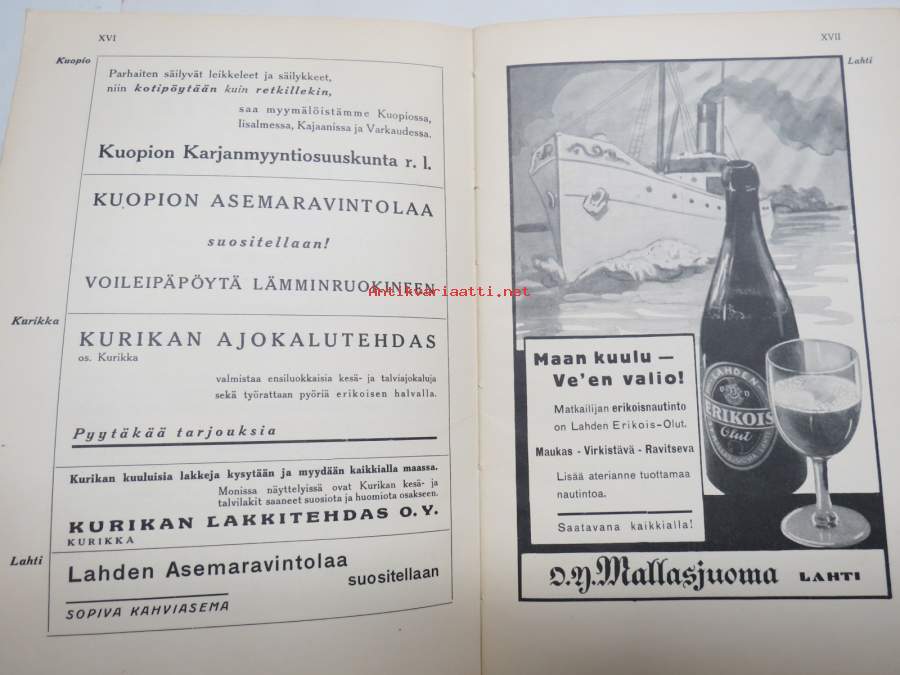 XVI
Kuopio
Parhaiten säilyvät leikkeleet ja säilykkeet,
niin kotipöytään kuin retkillekin,
saa myymälöistämme Kuopiossa,
Iisalmessa, Kajaanissa ja Varkaudessa.
Kuopion Karjanmyyntiosuuskunta r. l.
KUOPION ASEMARAVINTOLAA
suositellaan!
VOILEIPÄPÖYTÄ LÄMMINRUOKINEEN
Kurikka
KURIKAN AJOKALUTEHDAS
os. Kurikka
valmistaa ensiluokkaisia kesä- ja talviajokaluja
sekä työrattaan pyöriä erikoisen halvalla.
Pyytäkää tarjouksia
Kurikan kuuluisia lakkeja kysytään ja myydään kaikkialla maassa.
Monissa näyttelyissä ovat Kurikan kesä- ja
talvilakit saaneet suosiota ja huomiota osakseen.
KURIKAN LAKKITEHDAS O.Y.
KURIKKA
Lahti
Lahden Asemaravintolaa
suositellaan
SOPIVA KAHVIASEMA
Antikvariaatti.net
XVII
Lahti
Maan kuulu —
Ve'en valio!
Matkailijan erikoisnautinto
on Lahden Erikois-Olut.
Maukas - Virkistävä - Ravitseva
Lisää aterianne tuottamaa
nautintoa.
Saatavana kaikkialla!
LAHDEN
ERIKOIS
Olut
O.Y. Mallasjuoma LAHTI